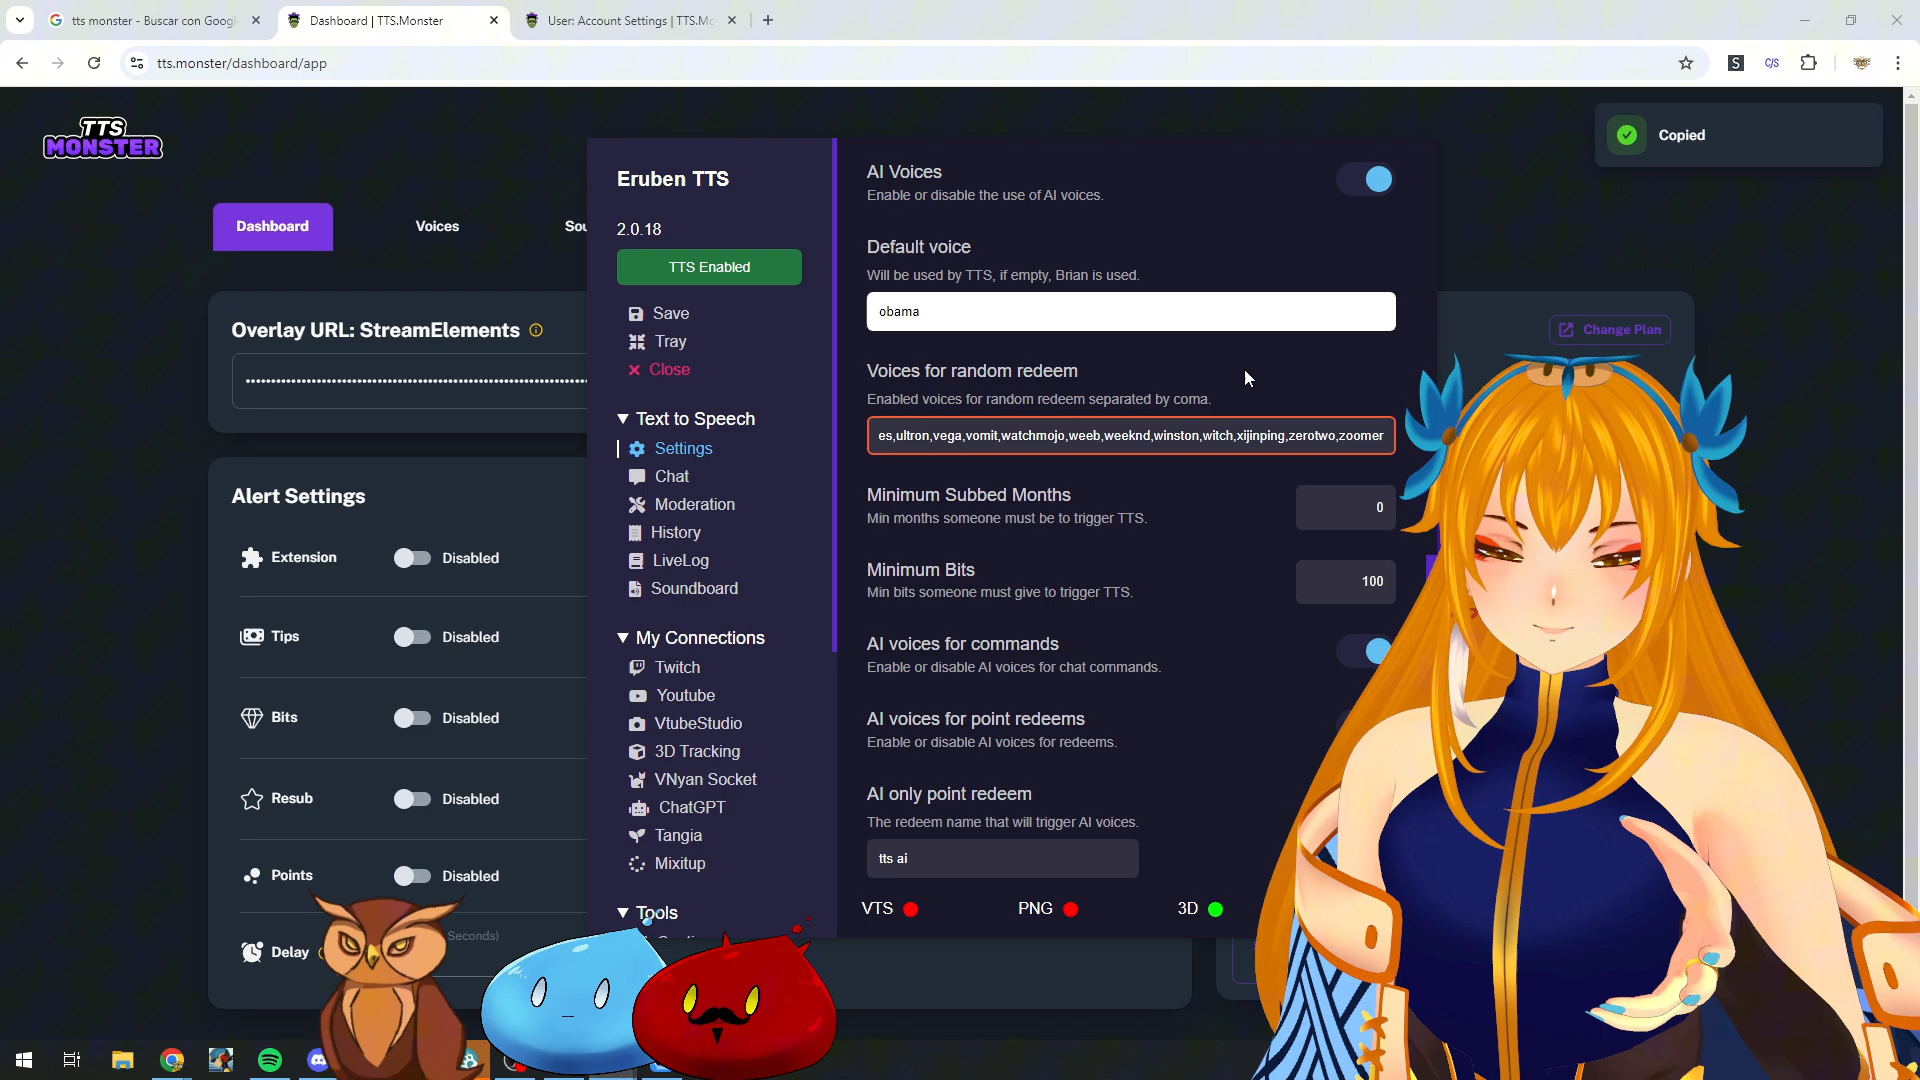 tts monster - Buscar con Googl
Dashboard | TTS.Monster
User: Account Settings | TTS.Mo
tts.monster/dashboard/app
TTS
MONSTER
Copied
Dashboard
Voices
Sou
Overlay URL: StreamElements
Change Plan
Alert Settings
Extension
Disabled
Tips
Disabled
Bits
Disabled
Resub
Disabled
Points
Disabled
Seconds)
Delay
Eruben TTS
2.0.18
TTS Enabled
Save
Tray
Close
Text to Speech
Settings
Chat
Moderation
History
LiveLog
Soundboard
My Connections
Twitch
Youtube
VtubeStudio
3D Tracking
VNyan Socket
ChatGPT
Tangia
Mixitup
Tools
AI Voices
Enable or disable the use of AI voices.
Default voice
Will be used by TTS, if empty, Brian is used.
obama
Voices for random redeem
Enabled voices for random redeem separated by coma.
es,ultron,vega,vomit,watchmojo,weeb,weeknd,winston,witch,xijinping,zerotwo,zoomer
Minimum Subbed Months
0
Min months someone must be to trigger TTS.
Minimum Bits
100
Min bits someone must give to trigger TTS.
AI voices for commands
Enable or disable AI voices for chat commands.
AI voices for point redeems
Enable or disable AI voices for redeems.
AI only point redeem
The redeem name that will trigger AI voices.
tts ai
VTS
PNG
3D